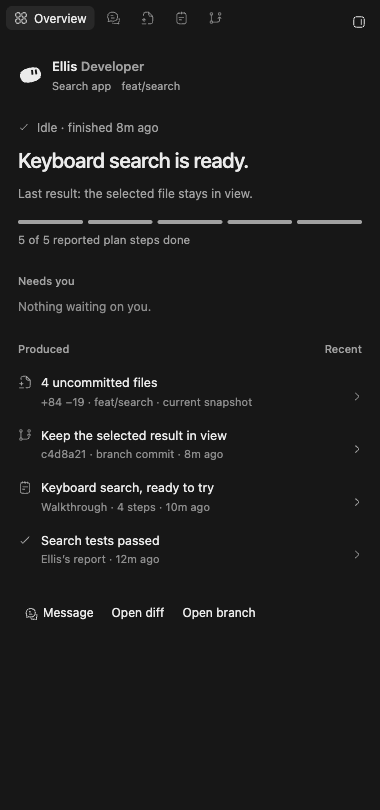 Overview
Ellis Developer
Search app feat/search
Idle · finished 8m ago
Keyboard search is ready.
Last result: the selected file stays in view.
5 of 5 reported plan steps done
Needs you
Nothing waiting on you.
Produced Recent
4 uncommitted files
+84 −19 · feat/search · current snapshot
Keep the selected result in view
c4d8a21 · branch commit · 8m ago
Keyboard search, ready to try
Walkthrough · 4 steps · 10m ago
Search tests passed
Ellis’s report · 12m ago
Message Open diff Open branch